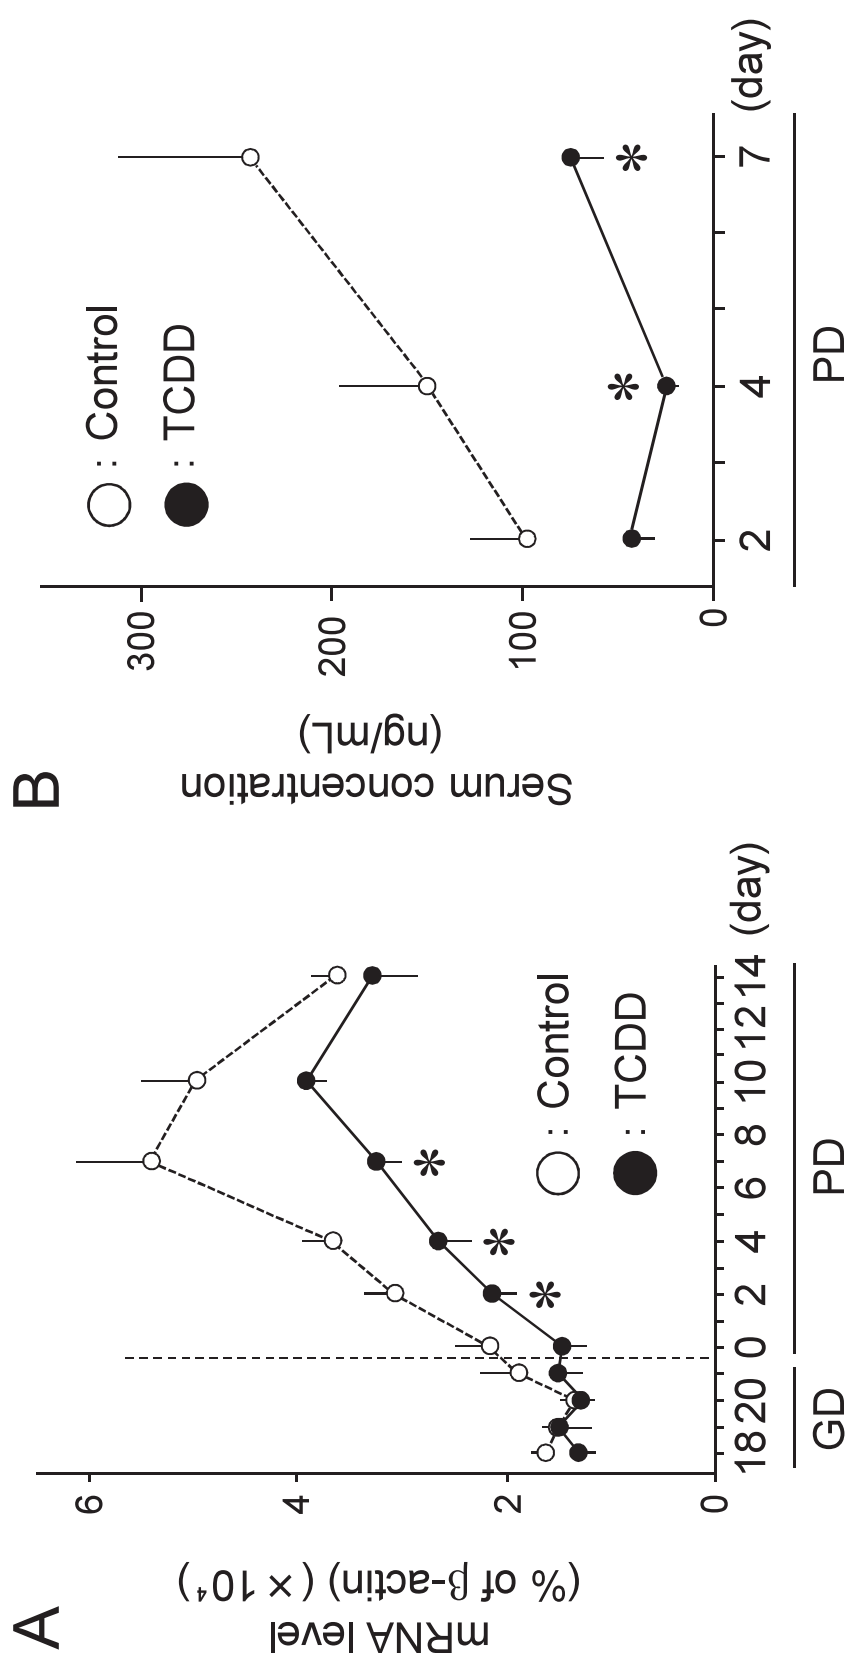 A
mRNA level
(% of β-actin) (×10⁴)
6
4
2
0
18 20 0 2 4 6 8 10 12 14 (day)
GD PD
: Control
: TCDD
* * *
B
Serum concentration
(ng/mL)
300
200
100
0
2 4 7 (day)
PD
: Control
: TCDD
* *